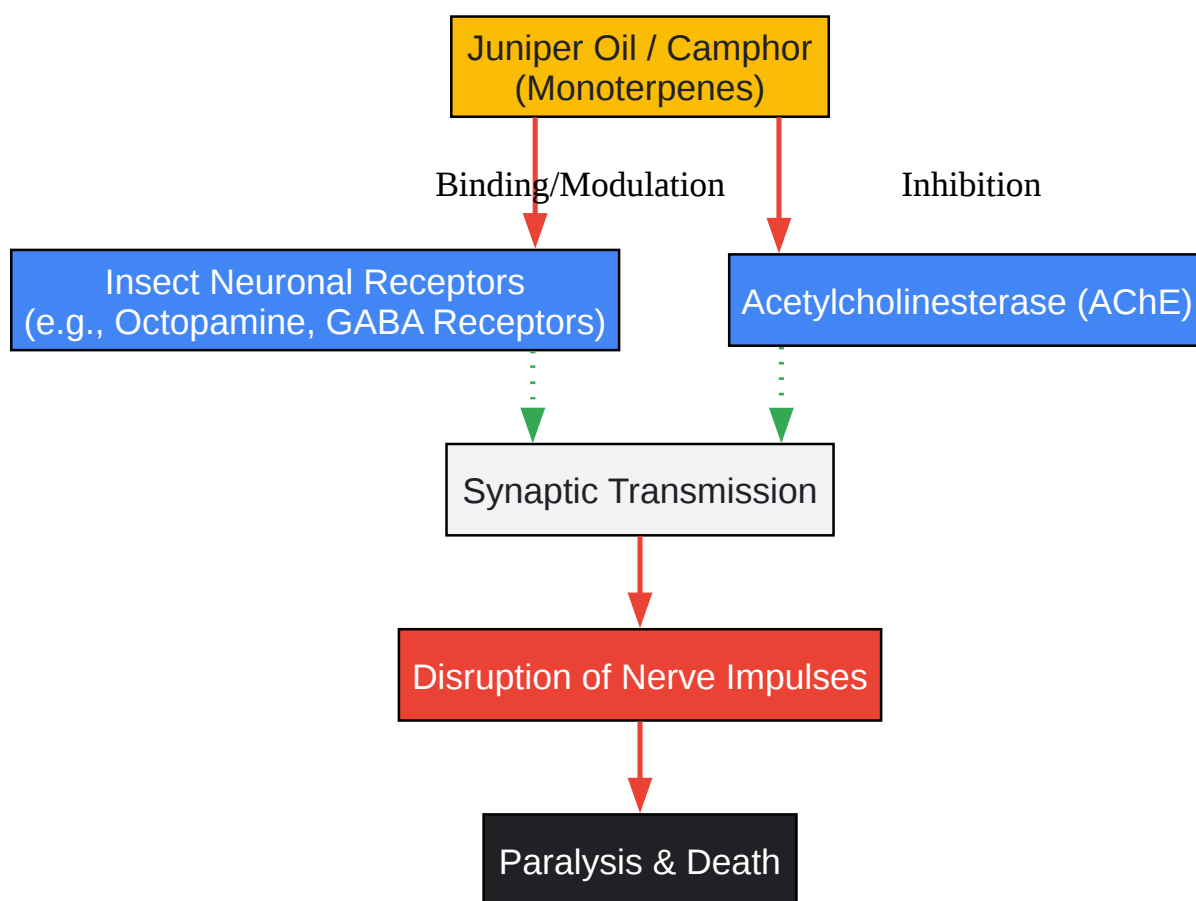 Juniper Oil / Camphor
(Monoterpenes)
Binding/Modulation
Inhibition
Insect Neuronal Receptors
(e.g., Octopamine, GABA Receptors)
Acetylcholinesterase (AChE)
Synaptic Transmission
Disruption of Nerve Impulses
Paralysis & Death